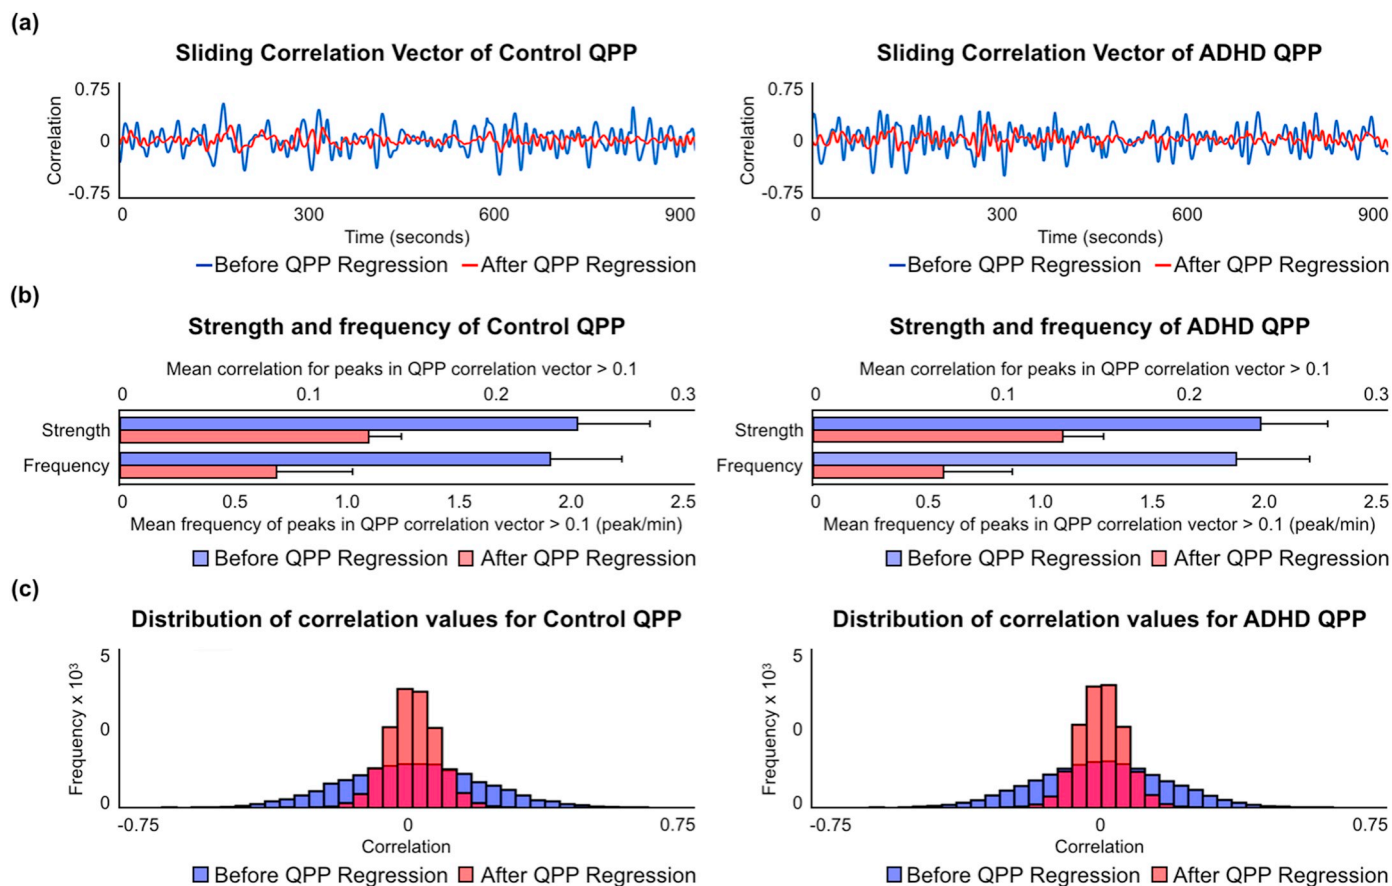 (a)
Sliding Correlation Vector of Control QPP
Correlation
0.75
0
-0.75
0 300 600 900
Time (seconds)
Before QPP Regression After QPP Regression
Sliding Correlation Vector of ADHD QPP
Correlation
0.75
0
-0.75
0 300 600 900
Time (seconds)
Before QPP Regression After QPP Regression
(b)
Strength and frequency of Control QPP
Mean correlation for peaks in QPP correlation vector > 0.1
0 0.1 0.2 0.3
Strength
Frequency
0 0.5 1.0 1.5 2.0 2.5
Mean frequency of peaks in QPP correlation vector > 0.1 (peak/min)
Before QPP Regression After QPP Regression
Strength and frequency of ADHD QPP
Mean correlation for peaks in QPP correlation vector > 0.1
0 0.1 0.2 0.3
Strength
Frequency
0 0.5 1.0 1.5 2.0 2.5
Mean frequency of peaks in QPP correlation vector > 0.1 (peak/min)
Before QPP Regression After QPP Regression
(c)
Distribution of correlation values for Control QPP
Frequency x 10³
5
0
0
-0.75 0 0.75
Correlation
Before QPP Regression After QPP Regression
Distribution of correlation values for ADHD QPP
Frequency x 10³
5
0
0
-0.75 0 0.75
Correlation
Before QPP Regression After QPP Regression